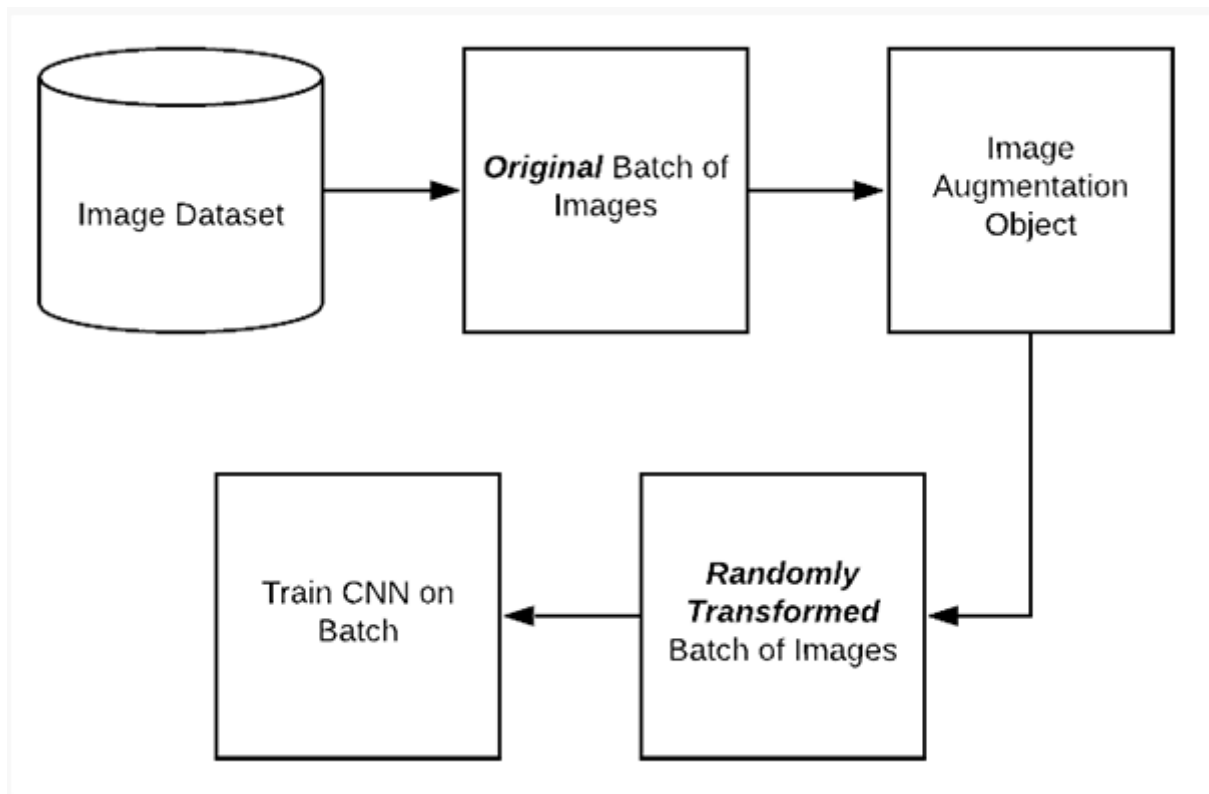 Image Dataset
Original Batch of
Images
Image
Augmentation
Object
Train CNN on
Batch
Randomly
Transformed
Batch of Images